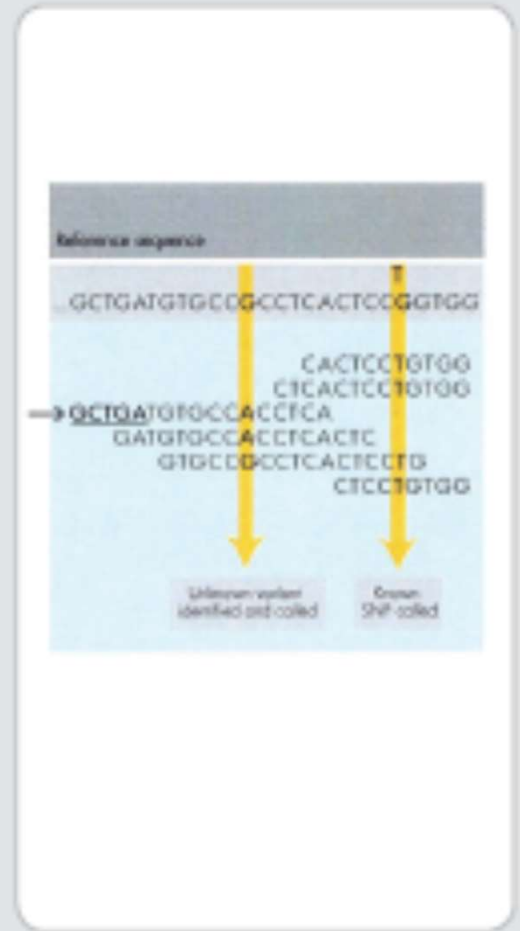 Reference sequence
T
...GCTGATGTGCCGCCTCACTCCGGTGG
CACTCCTGTGG
CTCACTCCTGTGG
GCTGATGTGCCACCTCA
GATGTGCCACCTCACTC
GTGCCGCCTCACTCCTG
CTCCTGTGG
Unknown variant
identified and called
Known
SNP called